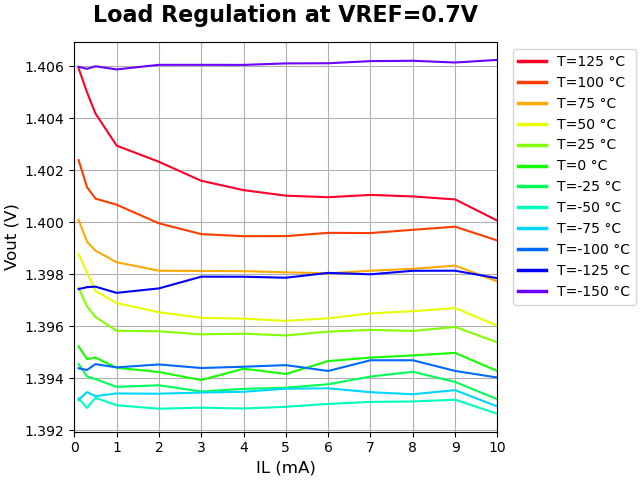 Load Regulation at VREF=0.7V
Vout (V)
1.406
1.404
1.402
1.400
1.398
1.396
1.394
1.392
0 1 2 3 4 5 6 7 8 9 10
IL (mA)
T=125 °C
T=100 °C
T=75 °C
T=50 °C
T=25 °C
T=0 °C
T=-25 °C
T=-50 °C
T=-75 °C
T=-100 °C
T=-125 °C
T=-150 °C